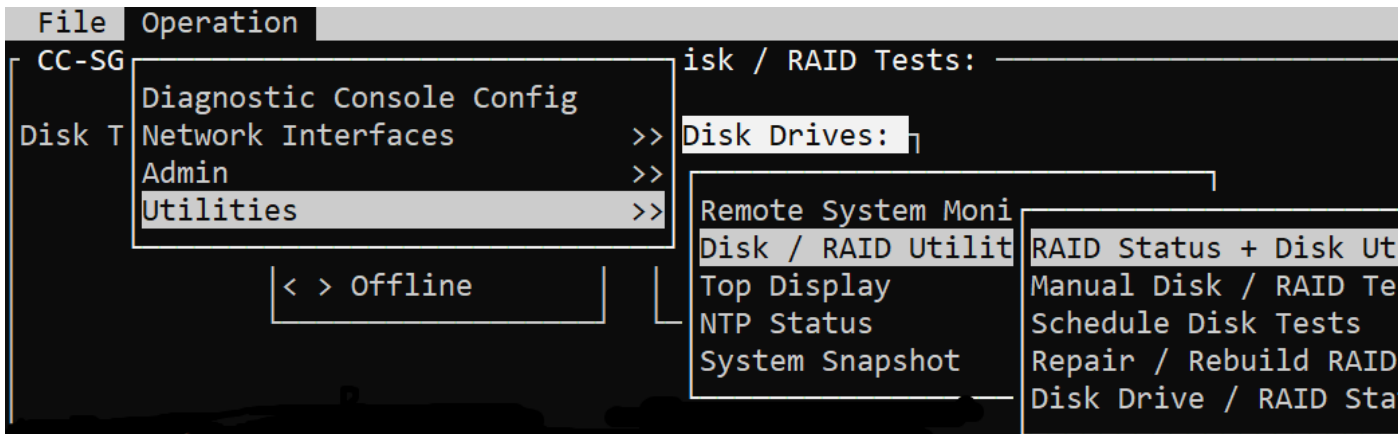 File Operation
CC-SG isk / RAID Tests:
Diagnostic Console Config
Disk T Network Interfaces >> Disk Drives:
Admin >>
Utilities >> Remote System Moni
Disk / RAID Utilit RAID Status + Disk Ut
< > Offline Top Display Manual Disk / RAID Te
NTP Status Schedule Disk Tests
System Snapshot Repair / Rebuild RAID
Disk Drive / RAID Sta